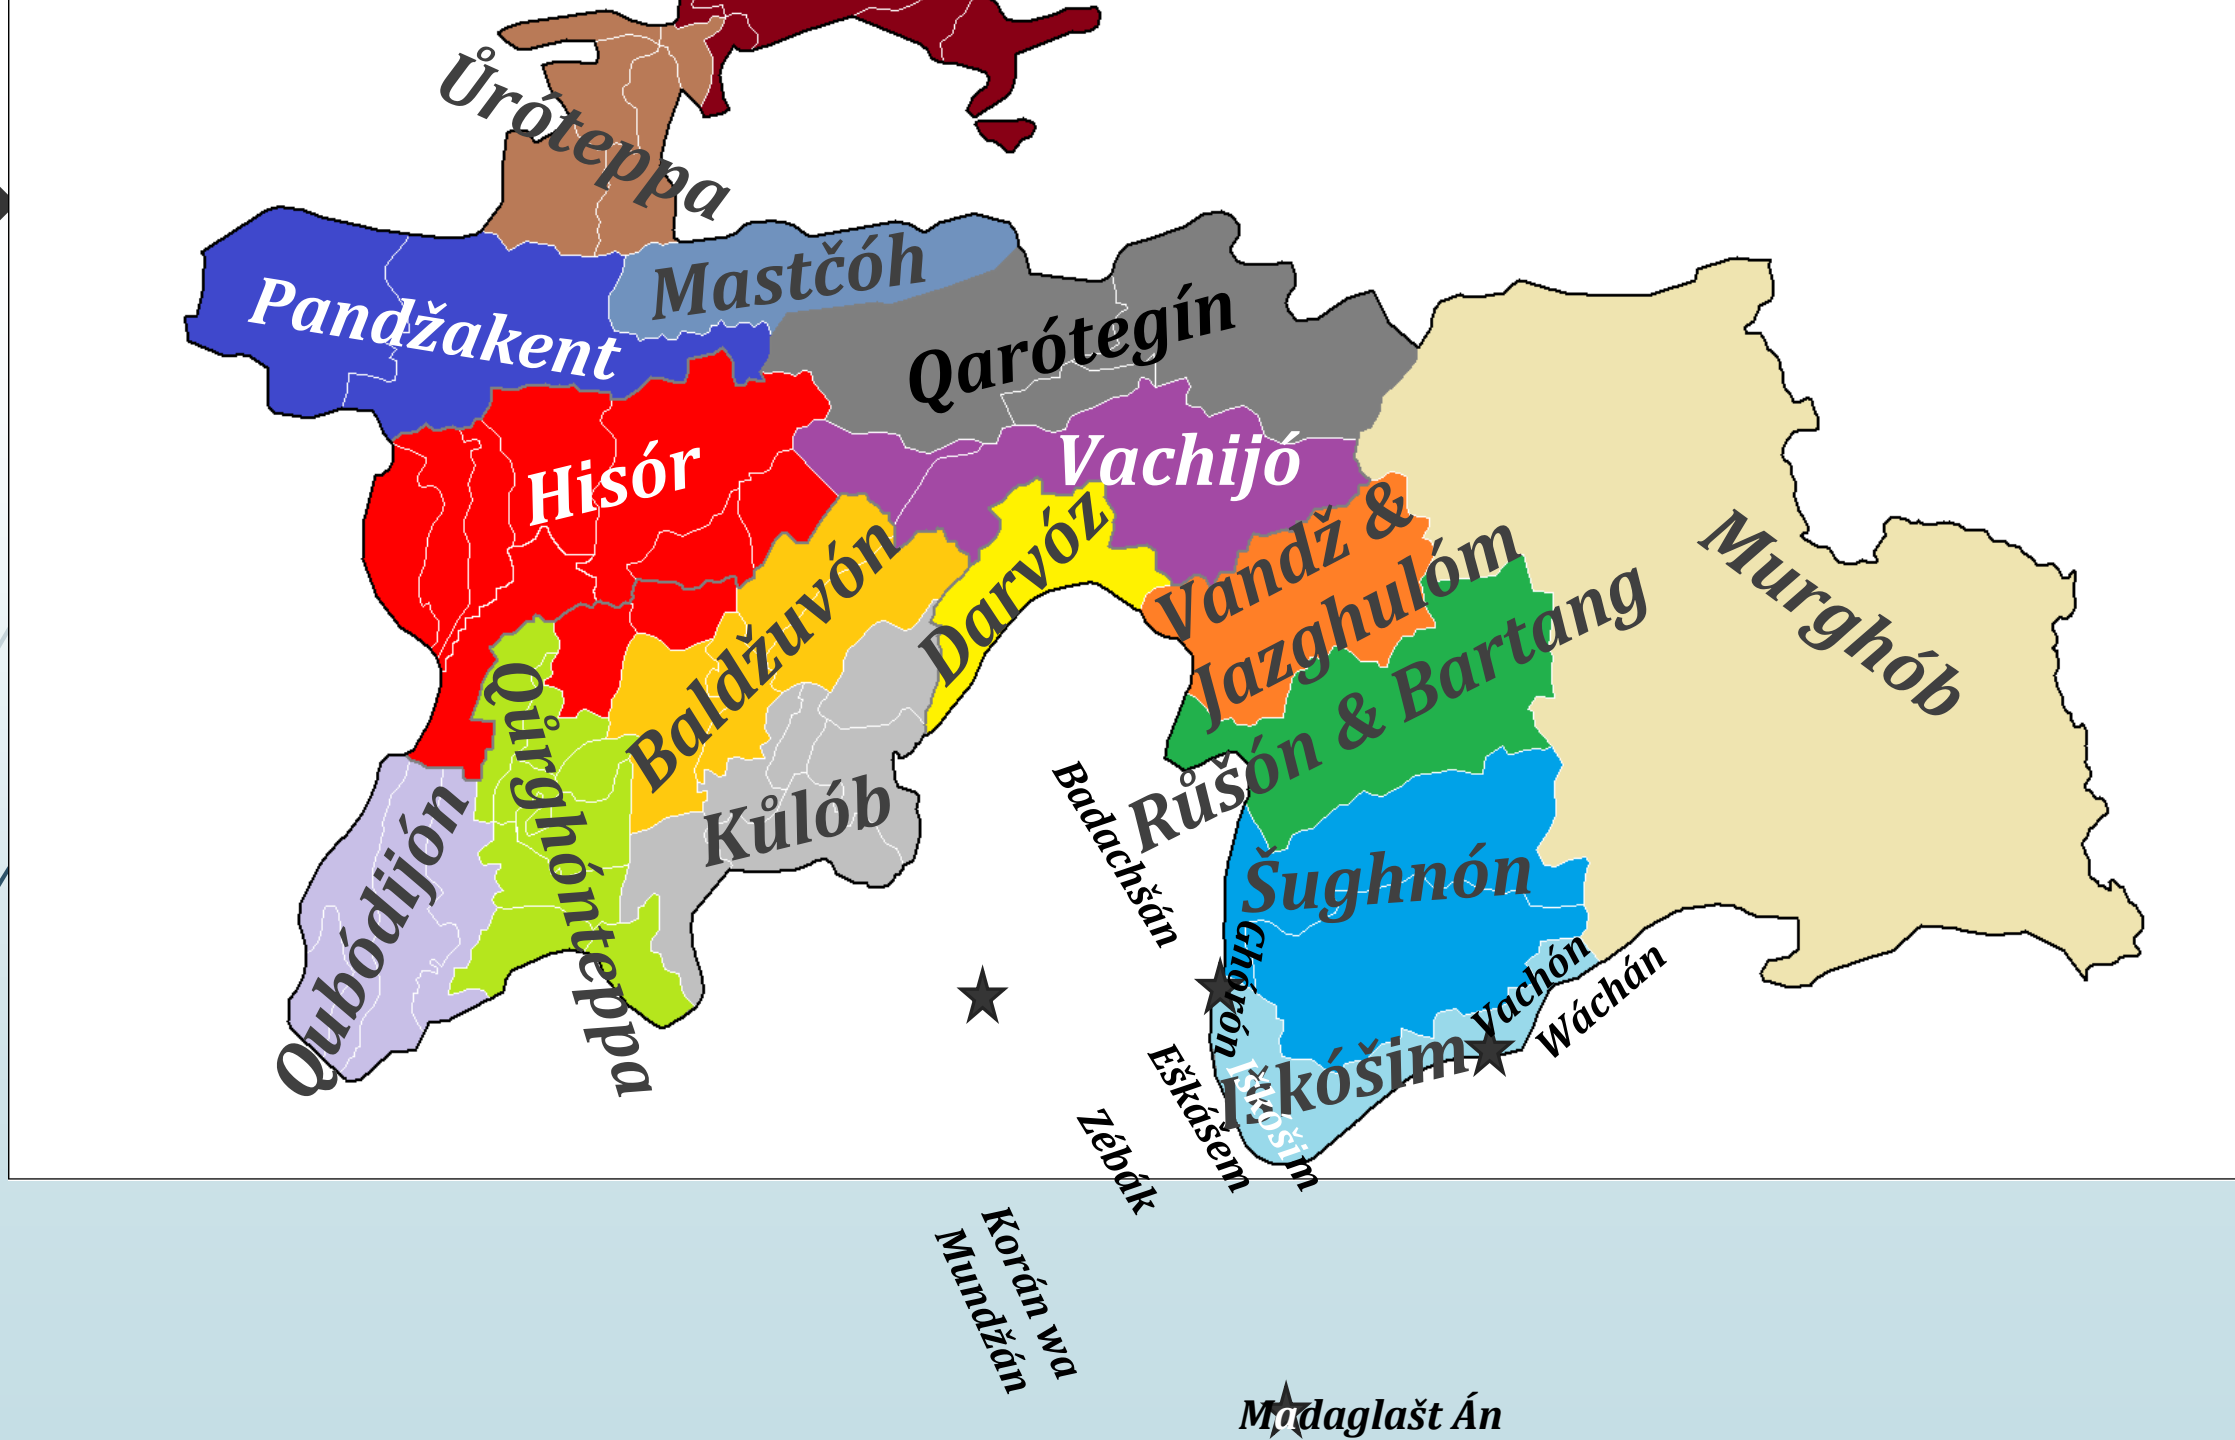 Ůróteppa
Mastčóh
Pandžakent
Qarótegín
Hisór
Vachijó
Vandž &
Jazghulóm
Darvóz
Baldžuvón
Murghób
Růšón & Bartang
Qůrghónteppa
Qubódijón
Kůlób
Badachšán
Šughnón
Ghórón
Vachón
Wáchán
Iškóšim
Iškóšim
Eškášem
Zébák
Korán wa
Mundžán
Madaglašt Án